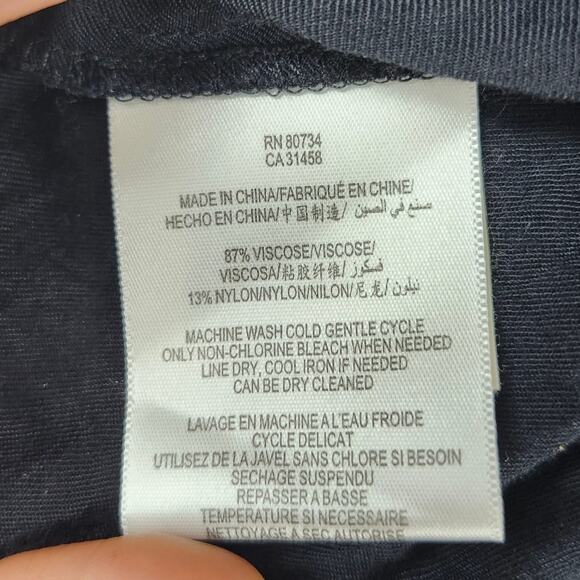 RN 80734
CA 31458
MADE IN CHINA/FABRIQUÉ EN CHINE/
HECHO EN CHINA/中国制造/ صنع في الصين
87% VISCOSE/VISCOSE/
VISCOSA/粘胶纤维/ فسكوز/
13% NYLON/NYLON/NILON/尼龙/ نيلون/
MACHINE WASH COLD GENTLE CYCLE
ONLY NON-CHLORINE BLEACH WHEN NEEDED
LINE DRY, COOL IRON IF NEEDED
CAN BE DRY CLEANED
LAVAGE EN MACHINE A L'EAU FROIDE
CYCLE DELICAT
UTILISEZ DE LA JAVEL SANS CHLORE SI BESOIN
SECHAGE SUSPENDU
REPASSER A BASSE
TEMPERATURE SI NECESSAIRE
NETTOYAGE A SEC AUTORISE